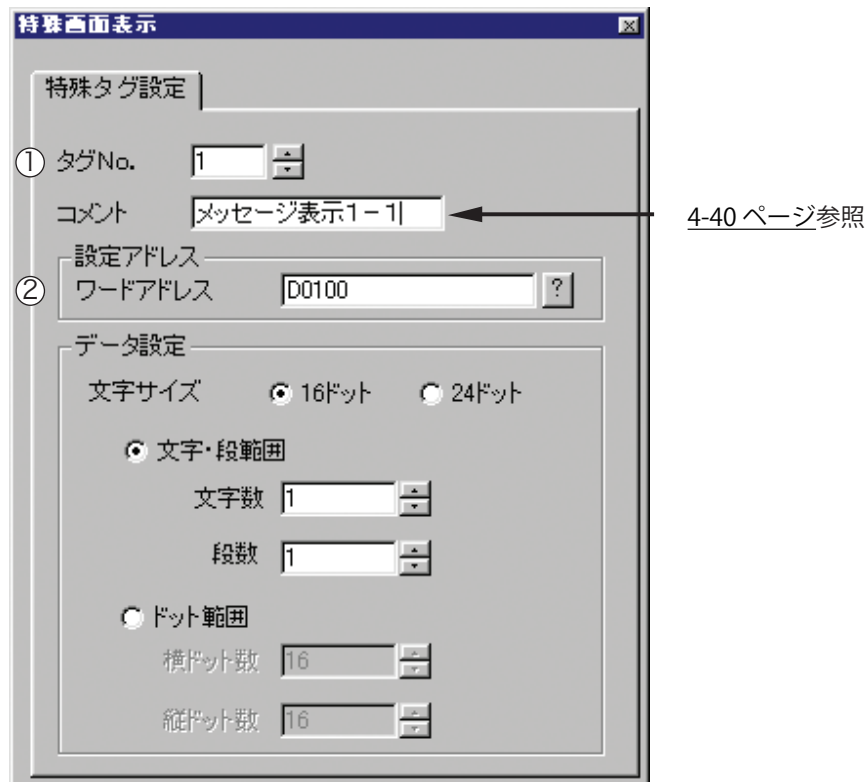 特殊画面表示
特殊タグ設定
① タグNo. 1
コメント メッセージ表示1-1 4-40 ページ参照
設定アドレス
② ワードアドレス D0100 ?
データ設定
文字サイズ 16ドット 24ドット
文字・段範囲
文字数 1
段数 1
ドット範囲
横ドット数 16
縦ドット数 16